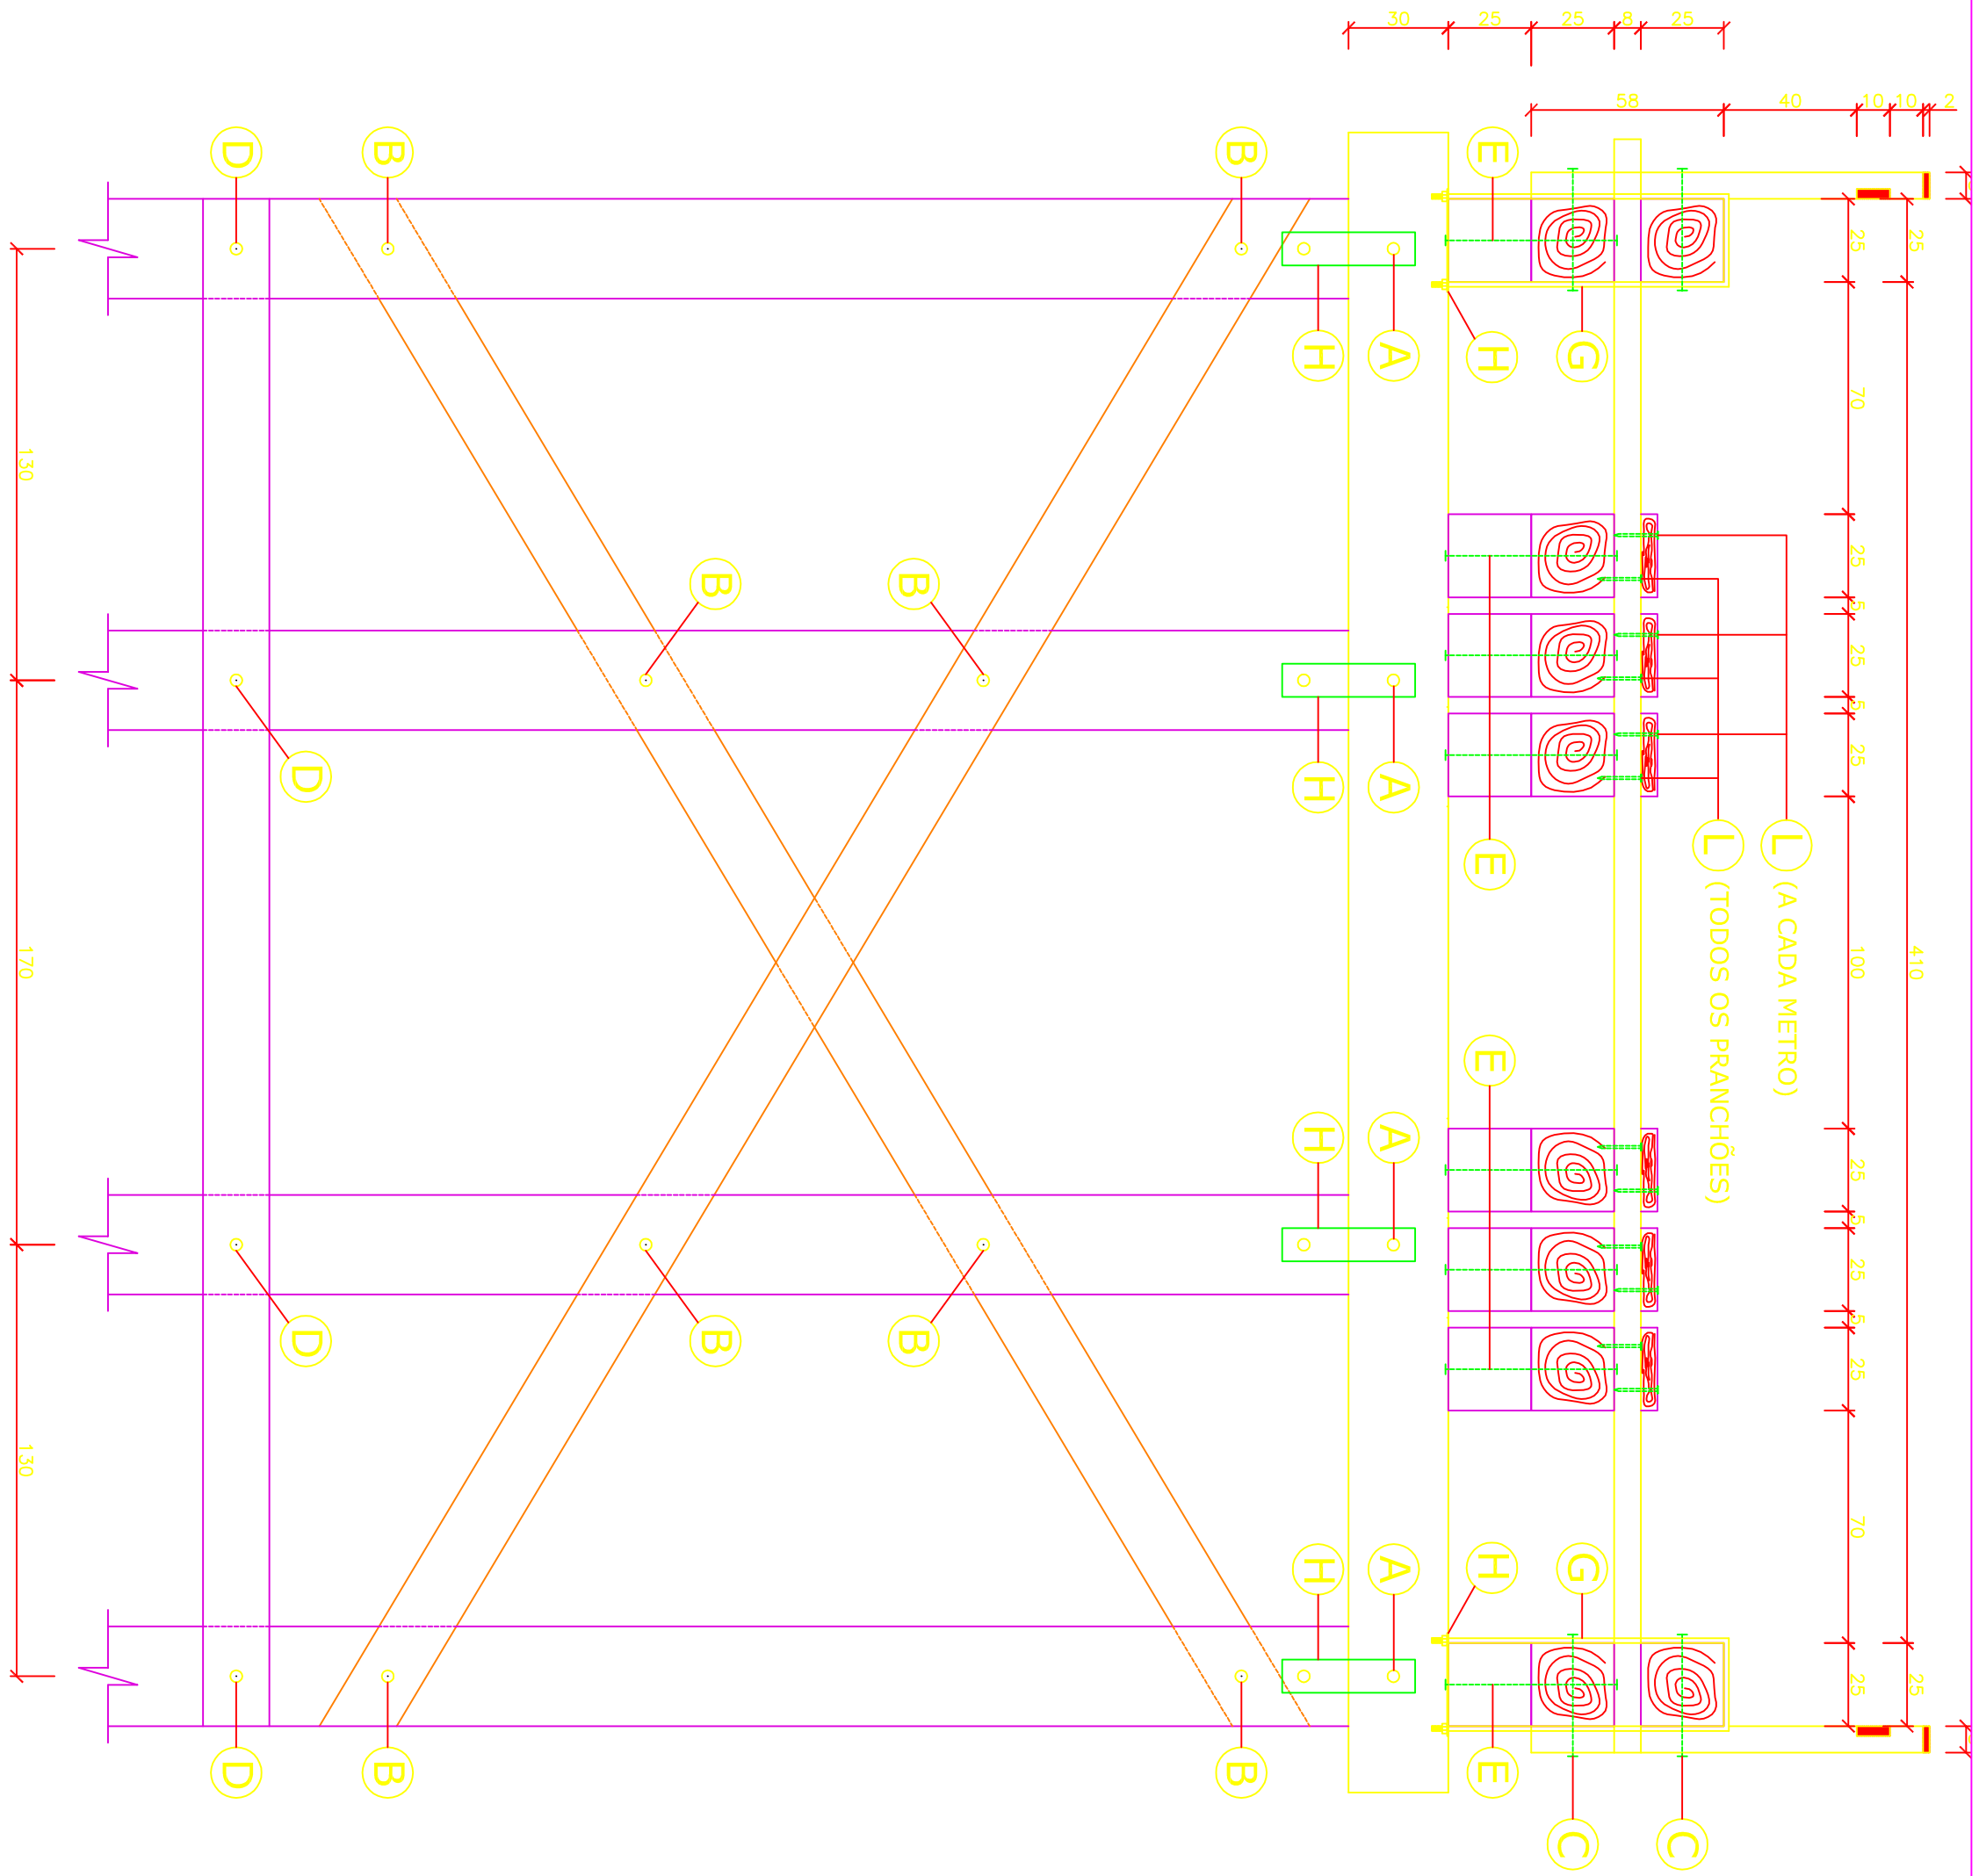 2
10
10
40
58
25
8
25
25
30
25 410 25
25 70 25 5 25 5 25 100 25 5 25 5 25 70 25
L (A CADA METRO)
L (TODOS OS PRANCHÕES)
C
G G C
E H E E H E
A A A A
H H H H
B B
B B
B B
B B
D D
D D
130 170 130